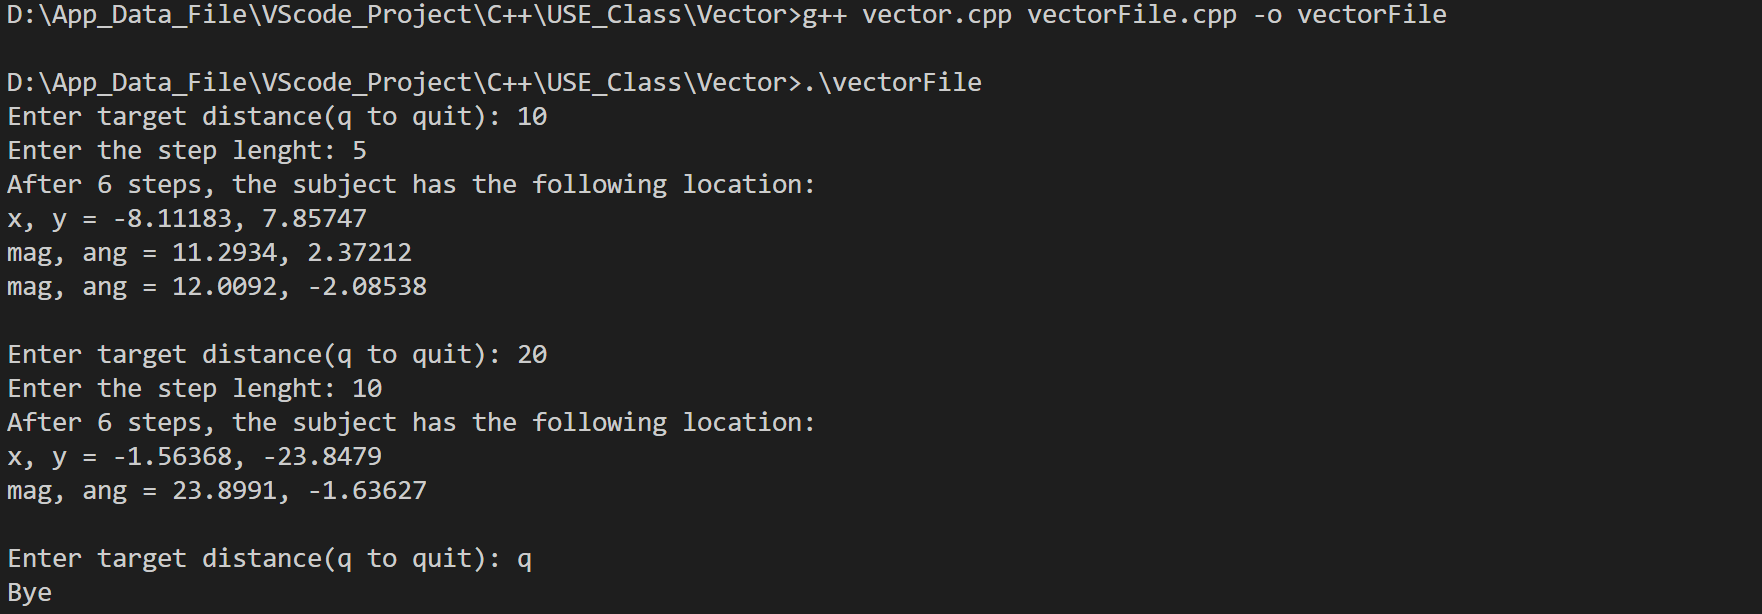 D:\App_Data_File\VScode_Project\C++\USE_Class\Vector>g++ vector.cpp vectorFile.cpp -o vectorFile
D:\App_Data_File\VScode_Project\C++\USE_Class\Vector>.\vectorFile
Enter target distance(q to quit): 10
Enter the step lenght: 5
After 6 steps, the subject has the following location:
x, y = -8.11183, 7.85747
mag, ang = 11.2934, 2.37212
mag, ang = 12.0092, -2.08538
Enter target distance(q to quit): 20
Enter the step lenght: 10
After 6 steps, the subject has the following location:
x, y = -1.56368, -23.8479
mag, ang = 23.8991, -1.63627
Enter target distance(q to quit): q
Bye